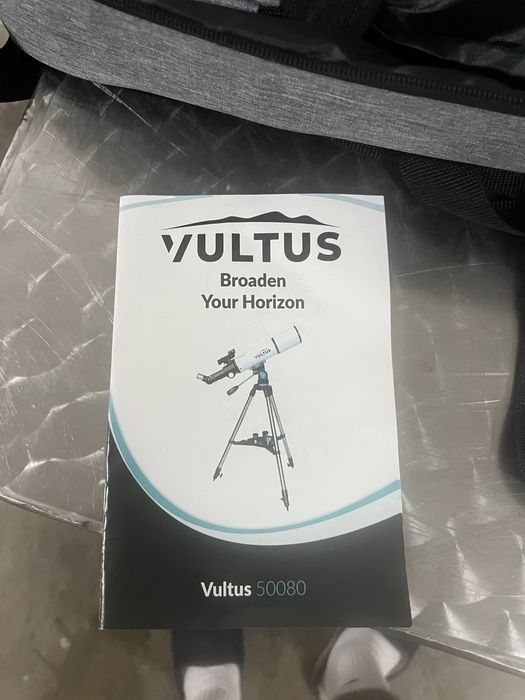 VULTUS
Broaden
Your Horizon
VULTUS
Vultus 50080